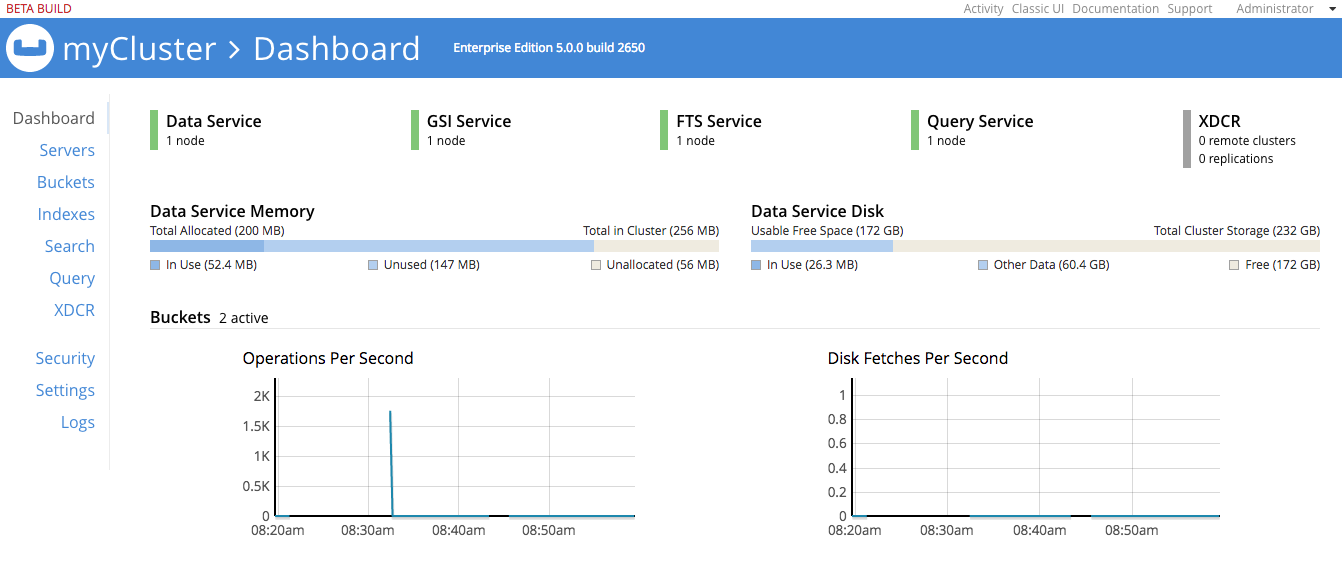 BETA BUILD
Activity Classic UI Documentation Support Administrator
myCluster > Dashboard Enterprise Edition 5.0.0 build 2650
Dashboard
Servers
Buckets
Indexes
Search
Query
XDCR
Security
Settings
Logs
Data Service
1 node
GSI Service
1 node
FTS Service
1 node
Query Service
1 node
XDCR
0 remote clusters
0 replications
Data Service Memory
Total Allocated (200 MB) Total in Cluster (256 MB)
In Use (52.4 MB) Unused (147 MB) Unallocated (56 MB)
Data Service Disk
Usable Free Space (172 GB) Total Cluster Storage (232 GB)
In Use (26.3 MB) Other Data (60.4 GB) Free (172 GB)
Buckets 2 active
Operations Per Second
2K
1.5K
1K
0.5K
0
08:20am 08:30am 08:40am 08:50am
Disk Fetches Per Second
1
0.8
0.6
0.4
0.2
0
08:20am 08:30am 08:40am 08:50am